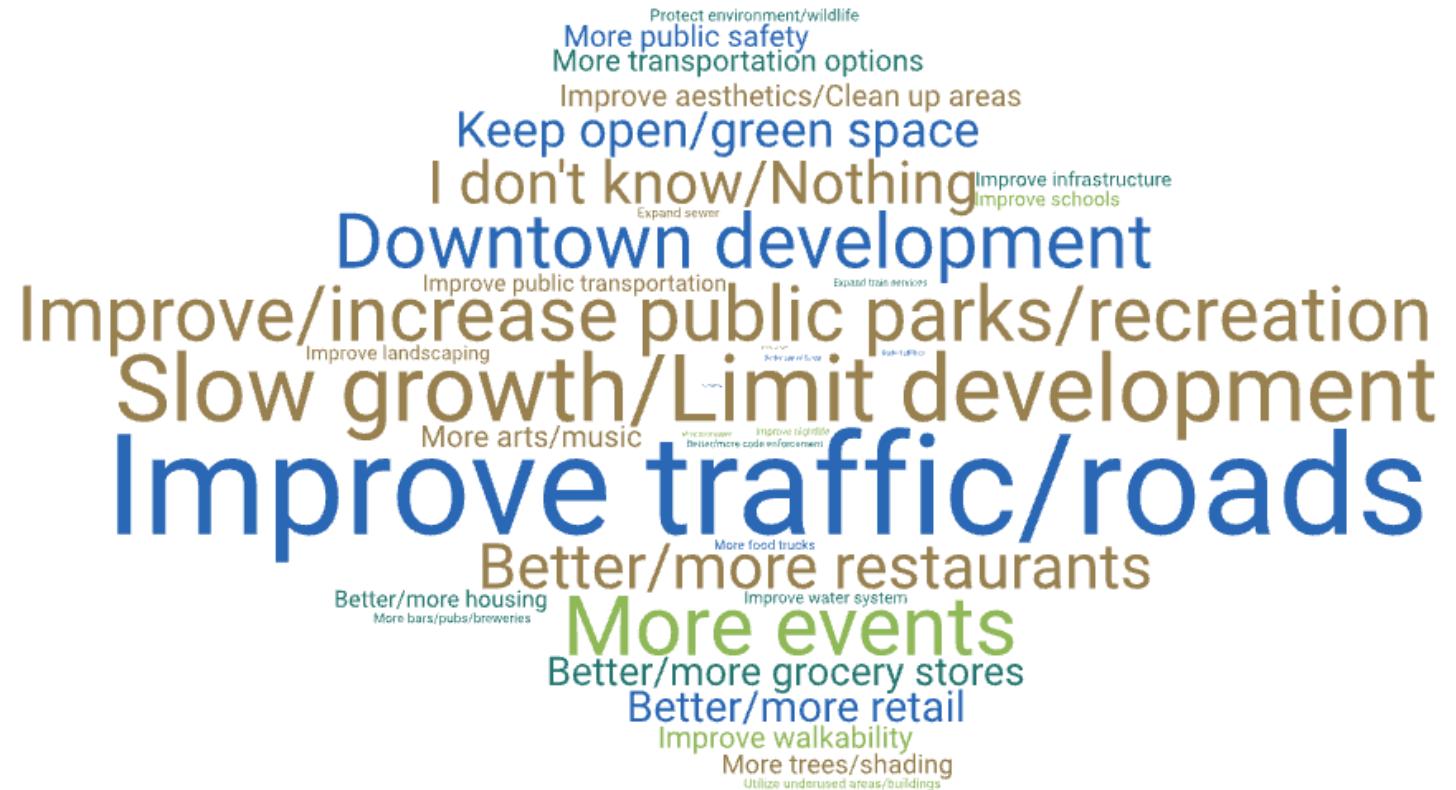 Protect environment/wildlife
More public safety
More transportation options
Improve aesthetics/Clean up areas
Keep open/green space
I don't know/Nothing
Improve infrastructure
Improve schools
Expand sewer
Downtown development
Improve public transportation
Expand train services
Improve/increase public parks/recreation
Improve landscaping
Slow growth/Limit development
More arts/music
Improve nightlife
Better/more code enforcement
Improve traffic/roads
More food trucks
Better/more restaurants
Better/more housing
Improve water system
More bars/pubs/breweries
More events
Better/more grocery stores
Better/more retail
Improve walkability
More trees/shading
Utilize underused areas/buildings